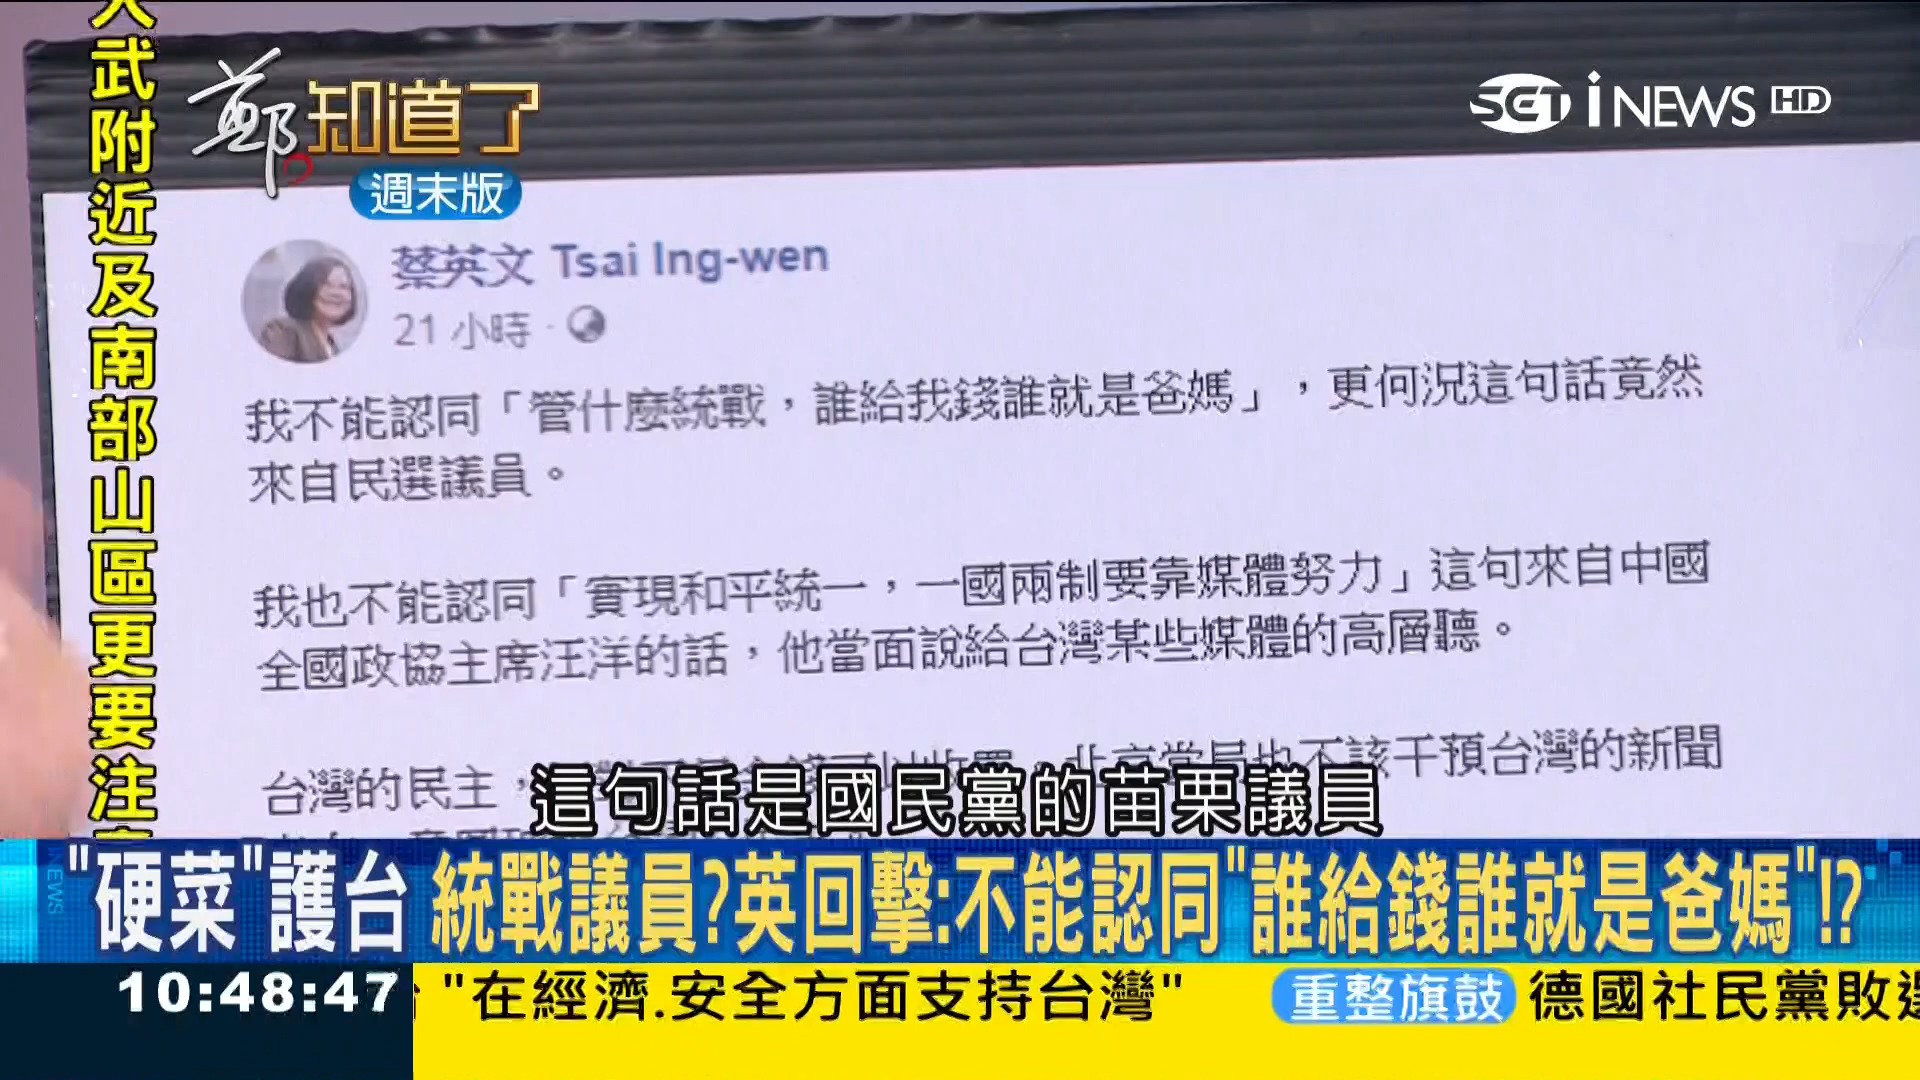 武附近及南部山區更要注
鄭知道了
週末版
SET iNEWS HD
蔡英文 Tsai Ing-wen
21 小時 ·
我不能認同「管什麼統戰，誰給我錢誰就是爸媽」，更何況這句話竟然
來自民選議員。
我也不能認同「實現和平統一，一國兩制要靠媒體努力」這句來自中國
全國政協主席汪洋的話，他當面說給台灣某些媒體的高層聽。
台灣的民主，
也不該干預台灣的新聞
這句話是國民黨的苗栗議員
NEWS
"硬菜"護台 統戰議員?英回擊:不能認同"誰給錢誰就是爸媽"!?
10:48:47
"在經濟.安全方面支持台灣" 重整旗鼓 德國社民黨敗選